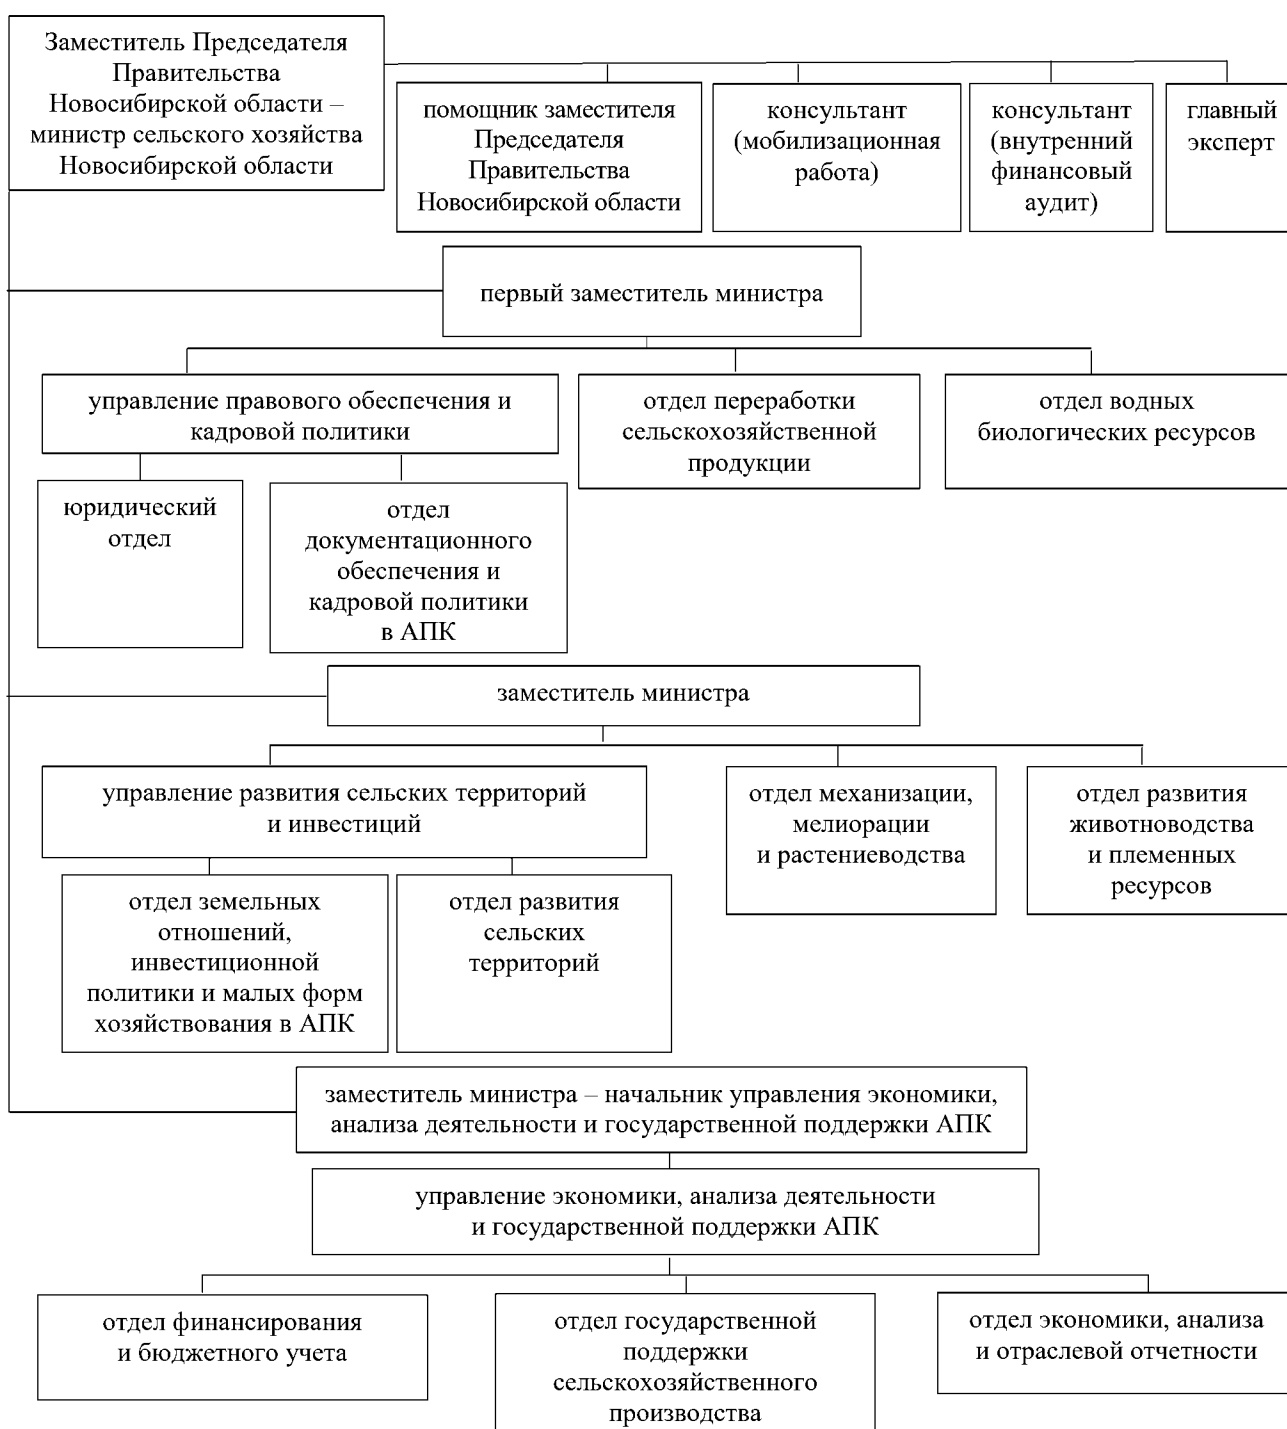 Заместитель Председателя
Правительства
Новосибирской области –
министр сельского хозяйства
Новосибирской области
помощник заместителя
Председателя
Правительства
Новосибирской области
консультант
(мобилизационная
работа)
консультант
(внутренний
финансовый
аудит)
главный
эксперт
первый заместитель министра
управление правового обеспечения и
кадровой политики
отдел переработки
сельскохозяйственной
продукции
отдел водных
биологических ресурсов
юридический
отдел
отдел
документационного
обеспечения и
кадровой политики
в АПК
заместитель министра
управление развития сельских территорий
и инвестиций
отдел механизации,
мелиорации
и растениеводства
отдел развития
животноводства
и племенных
ресурсов
отдел земельных
отношений,
инвестиционной
политики и малых форм
хозяйствования в АПК
отдел развития
сельских
территорий
заместитель министра – начальник управления экономики,
анализа деятельности и государственной поддержки АПК
управление экономики, анализа деятельности
и государственной поддержки АПК
отдел финансирования
и бюджетного учета
отдел государственной
поддержки
сельскохозяйственного
производства
отдел экономики, анализа
и отраслевой отчетности